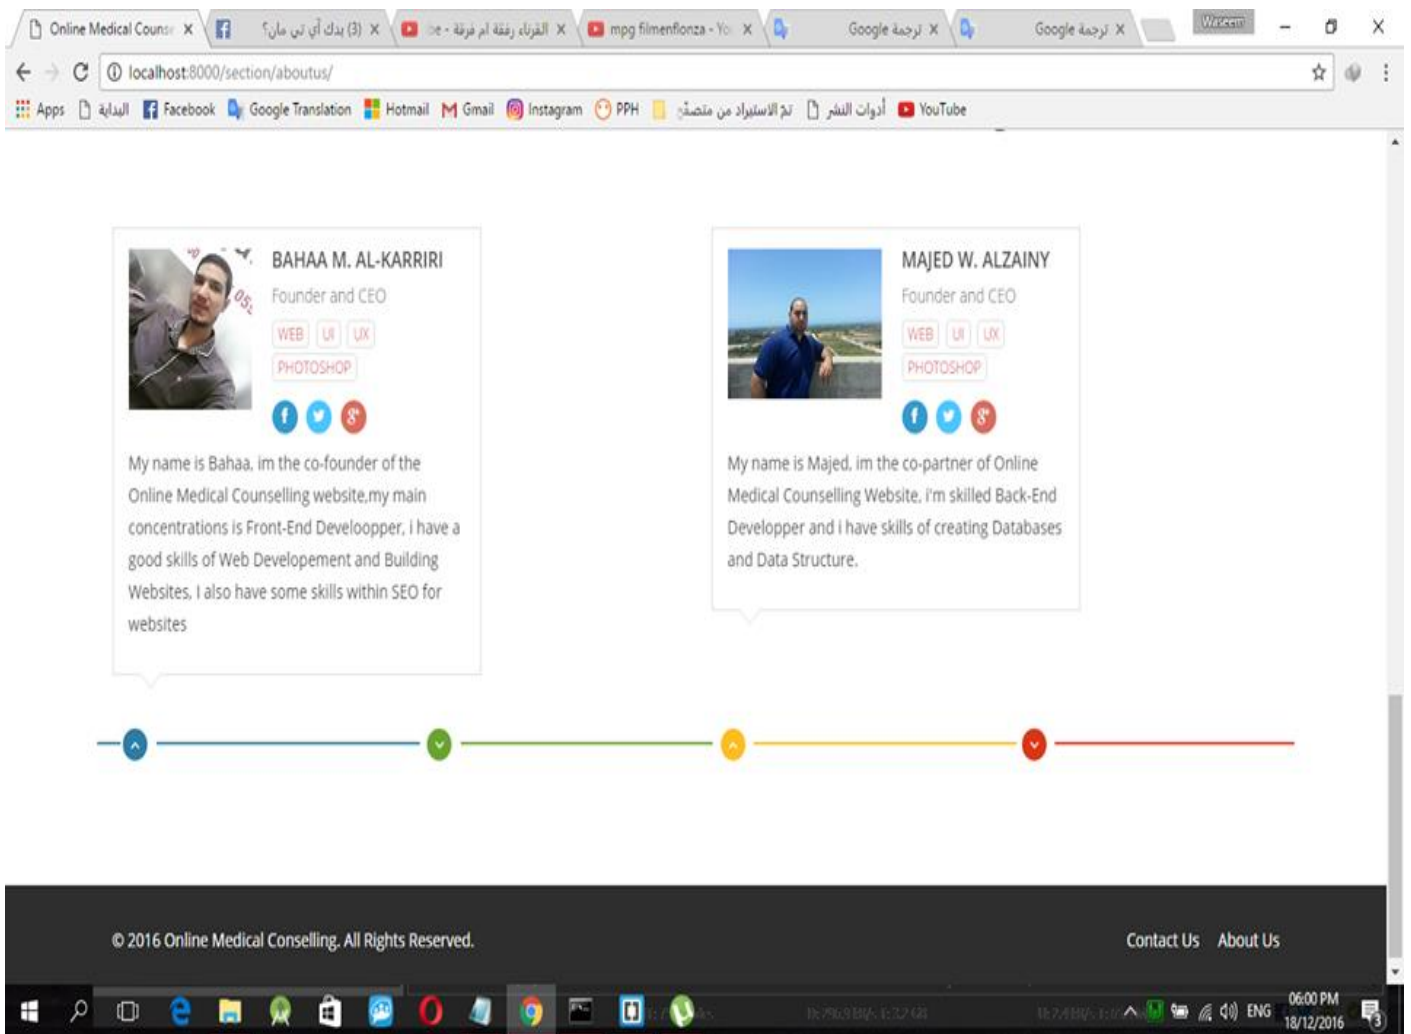 Online Medical Couns
(3) بدك أي تي مان؟
القرناء رفقة ام فرقة -
mpg filmenflonza - Yo
ترجمة Google
ترجمة Google
Waseem
localhost:8000/section/aboutus/
Apps البداية Facebook Google Translation Hotmail Gmail Instagram PPH تمّ الاستيراد من متصفّح أدوات النشر YouTube
BAHAA M. AL-KARRIRI
Founder and CEO
WEB UI UX
PHOTOSHOP
My name is Bahaa, im the co-founder of the
Online Medical Counselling website,my main
concentrations is Front-End Develoopper, i have a
good skills of Web Developement and Building
Websites, I also have some skills within SEO for
websites
MAJED W. ALZAINY
Founder and CEO
WEB UI UX
PHOTOSHOP
My name is Majed, im the co-partner of Online
Medical Counselling Website, i'm skilled Back-End
Developper and i have skills of creating Databases
and Data Structure.
© 2016 Online Medical Conselling. All Rights Reserved.
Contact Us About Us
ENG
06:00 PM
18/12/2016
3